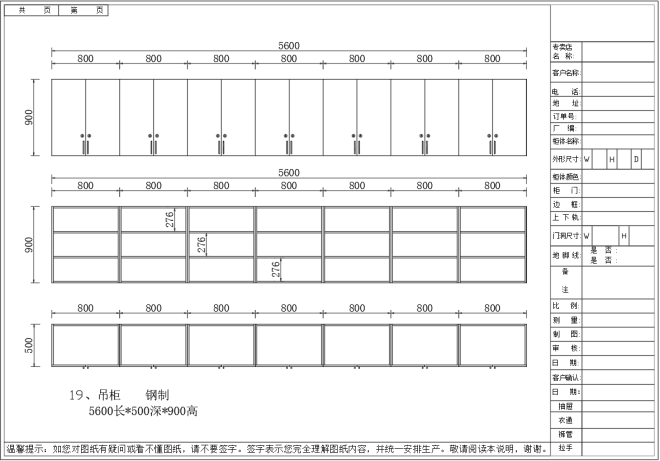 共 页 第 页
5600
800 800 800 800 800 800 800
900
5600
800 800 800 800 800 800 800
900
276
276
276
800 800 800 800 800 800 800
500
19、吊柜 钢制
5600长*500深*900高
专卖店
名 称:
客户名称:
电 话:
地 址:
订单号:
厂 编:
柜体名称:
外形尺寸: W H D
柜体颜色:
柜 门:
边 框:
上下轨:
门洞尺寸: W H
地脚线: 是 否:
是 否:
备
注
比 例:
测 量:
制 图:
审 核:
日 期:
客户确认:
日 期:
抽屉
衣通
裤管
拉手
温馨提示: 如您对图纸有疑问或看不懂图纸, 请不要签字。签字表示您完全理解图纸内容, 并统一安排生产。敬请阅读本说明, 谢谢。